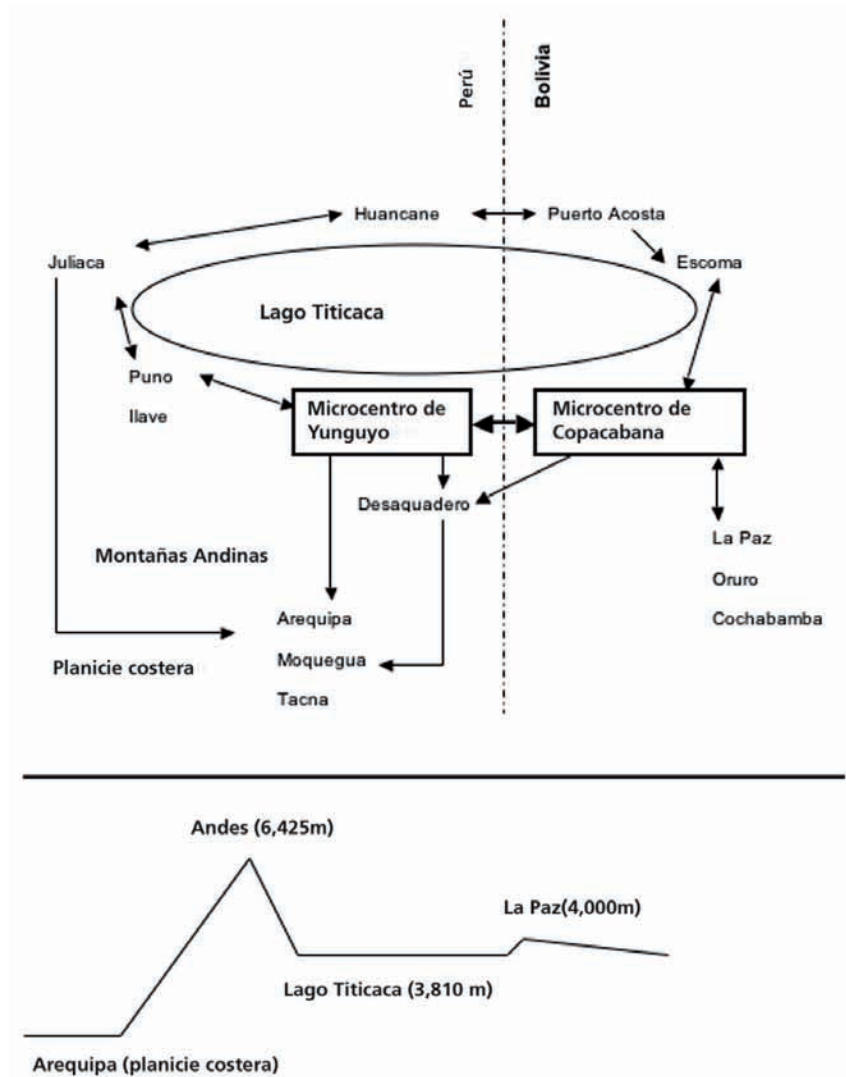 Perú
Bolivia
Huancane
Puerto Acosta
Juliaca
Escoma
Lago Titicaca
Puno
Ilave
Microcentro de
Yunguyo
Microcentro de
Copacabana
Desaquadero
La Paz
Oruro
Cochabamba
Montañas Andinas
Arequipa
Moquegua
Tacna
Planicie costera
Andes (6,425m)
La Paz(4,000m)
Lago Titicaca (3,810 m)
Arequipa (planicie costera)